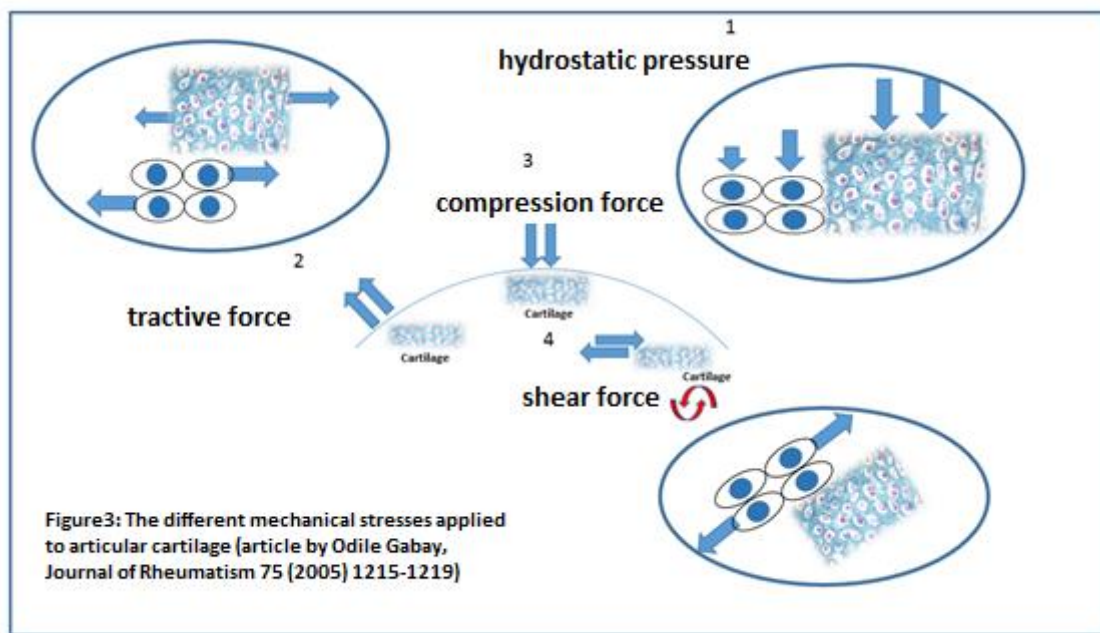 1
hydrostatic pressure
3
compression force
2
tractive force
Cartilage
Cartilage
4
Cartilage
shear force
Figure3: The different mechanical stresses applied
to articular cartilage (article by Odile Gabay,
Journal of Rheumatism 75 (2005) 1215-1219)